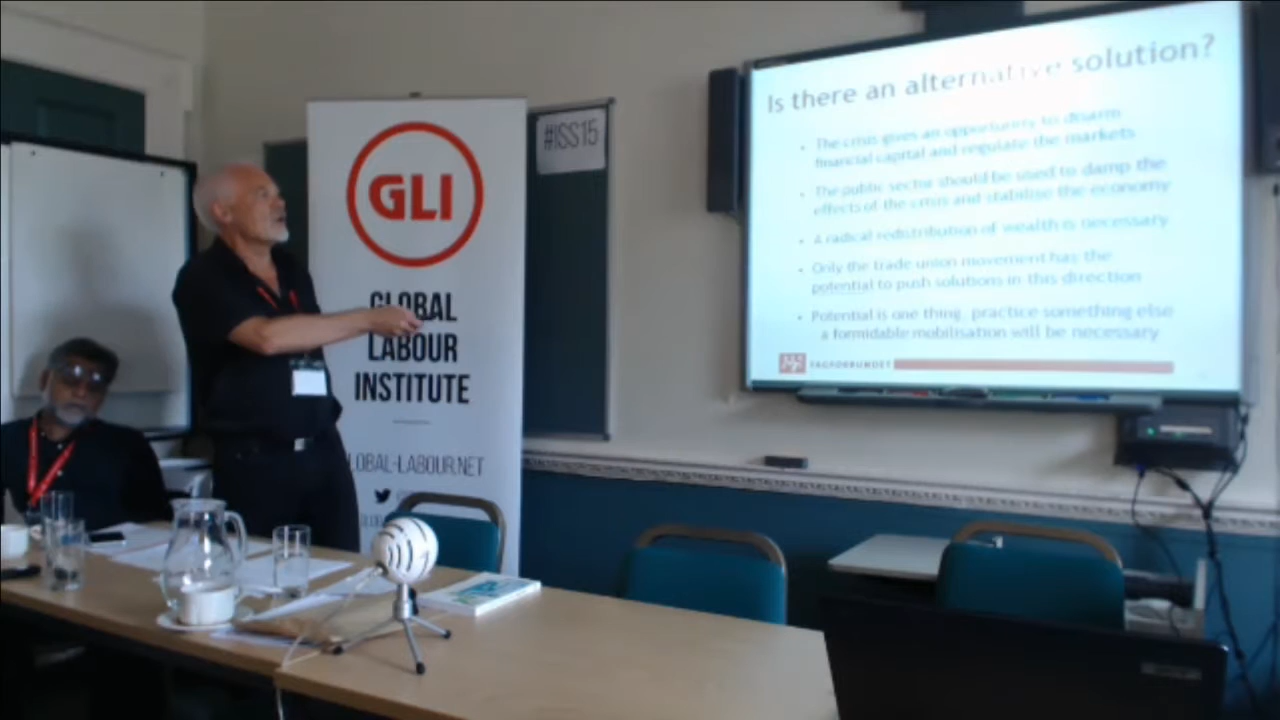 GLI
GLOBAL
LABOUR
INSTITUTE
LOBAL-LABOUR.NET
#ISS15
Is there an alternative solution?
• The crisis gives an opportunity to disarm
financial capital and regulate the markets
• The public sector should be used to damp the
effects of the crisis and stabilise the economy
• A radical redistribution of wealth is necessary
• Only the trade union movement has the
potential to push solutions in this direction
• Potential is one thing, practice something else
a formidable mobilisation will be necessary
FAGFORBUNDET